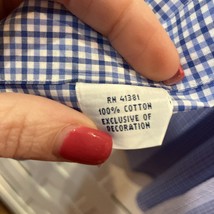 RN 41381
100% COTTON
EXCLUSIVE OF
DECORATION